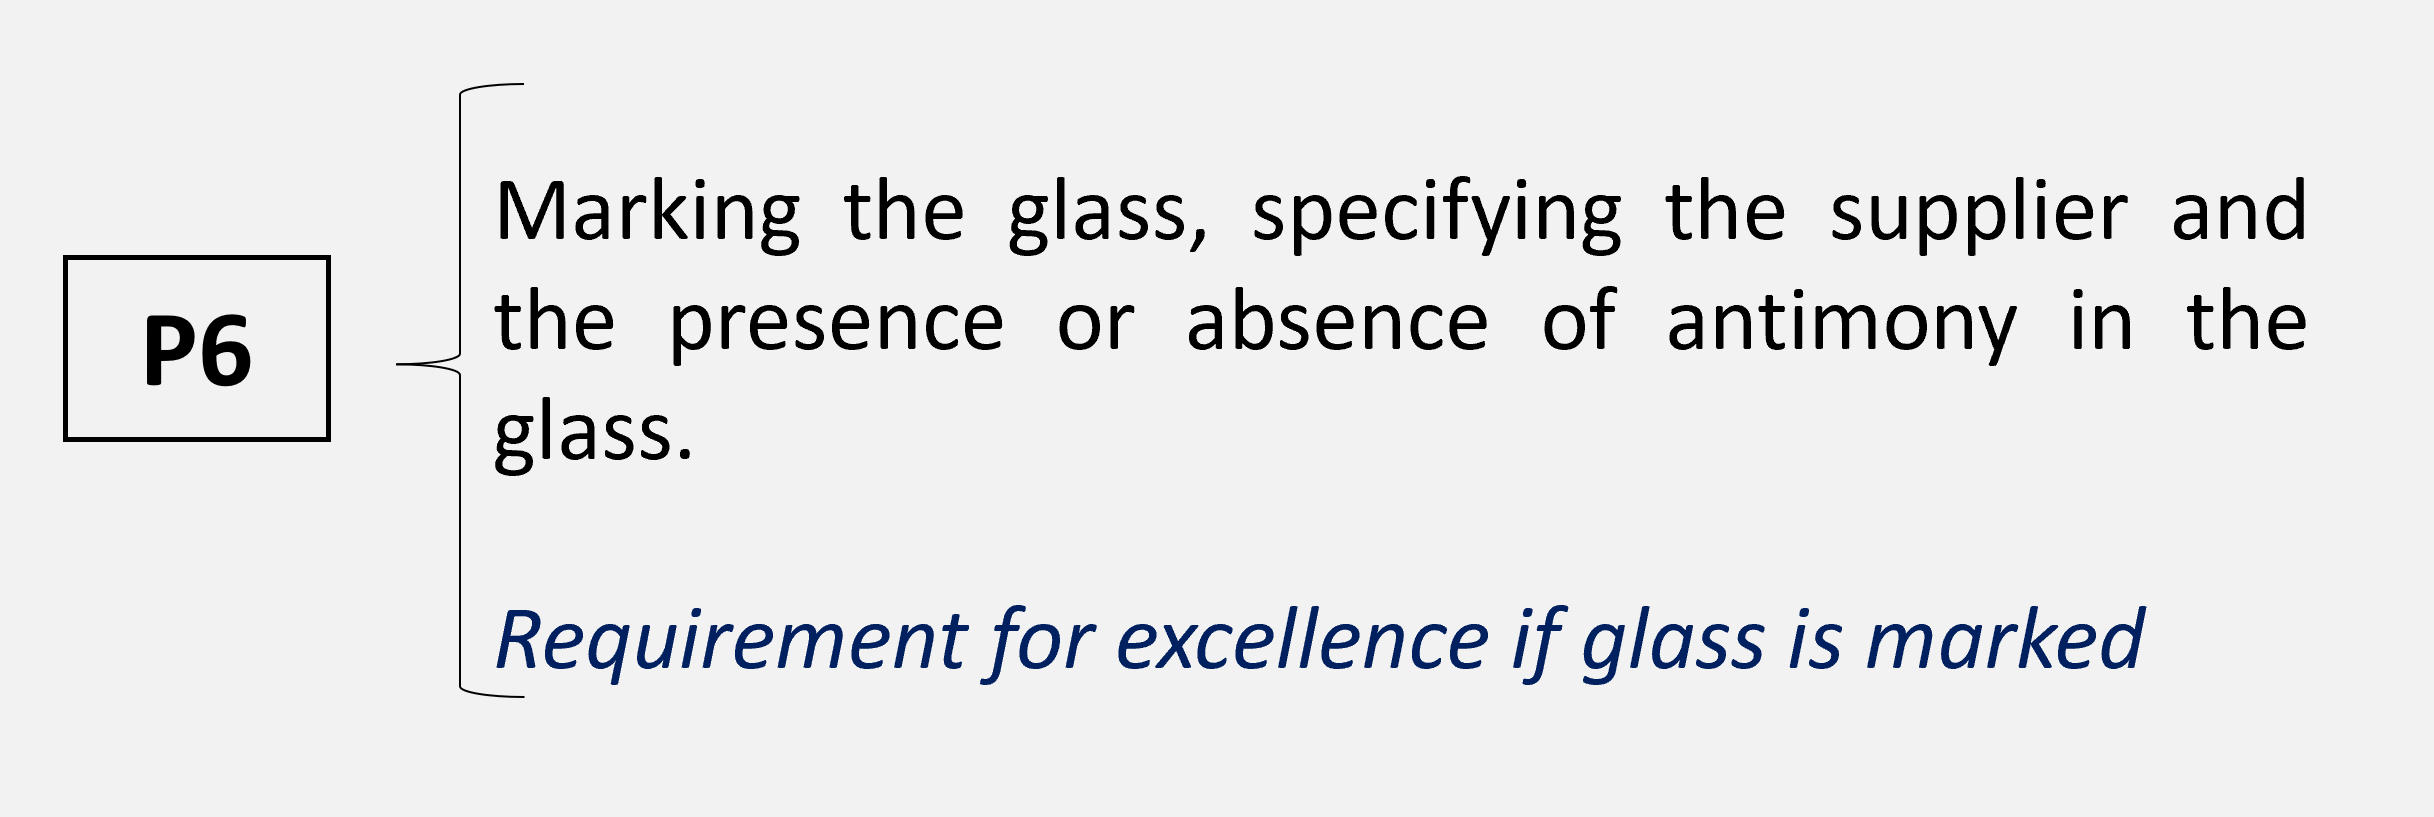 P6
Marking the glass, specifying the supplier and
the presence or absence of antimony in the
glass.
Requirement for excellence if glass is marked